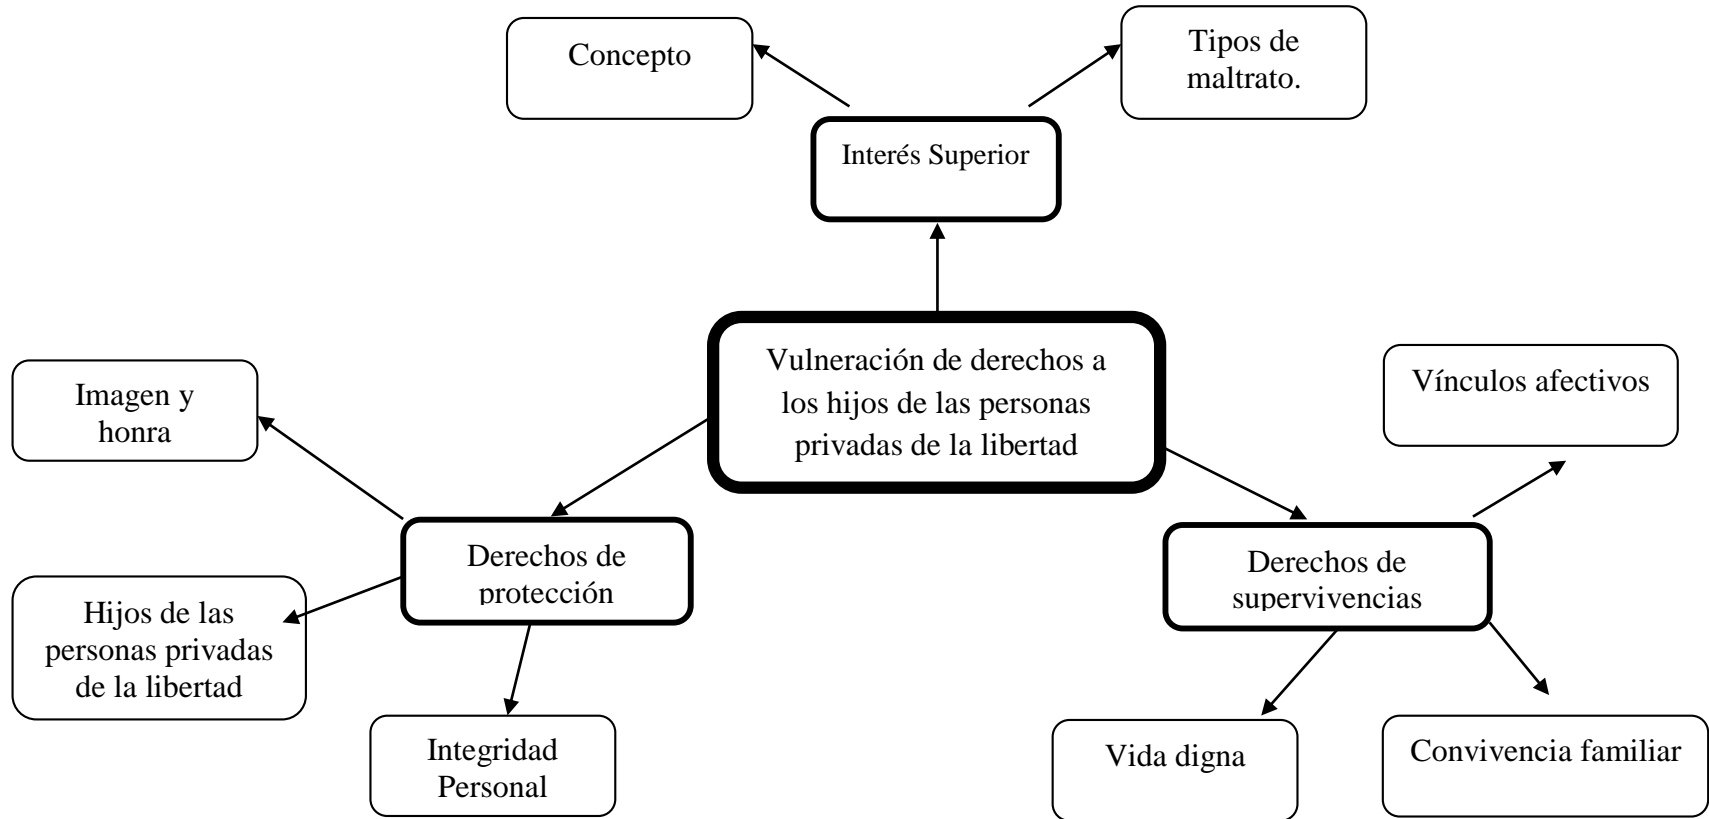 Concepto
Tipos de
maltrato.
Interés Superior
Vulneración de derechos a
los hijos de las personas
privadas de la libertad
Imagen y
honra
Vínculos afectivos
Derechos de
protección
Derechos de
supervivencias
Hijos de las
personas privadas
de la libertad
Integridad
Personal
Vida digna
Convivencia familiar